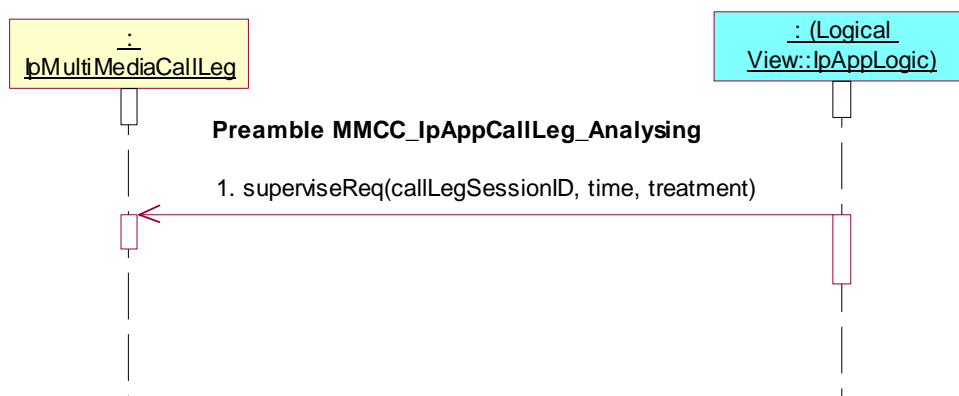 :
IpMultiMediaCallLeg
: (Logical
View::IpAppLogic)
Preamble MMCC_IpAppCallLeg_Analysing
1. superviseReq(callLegSessionID, time, treatment)